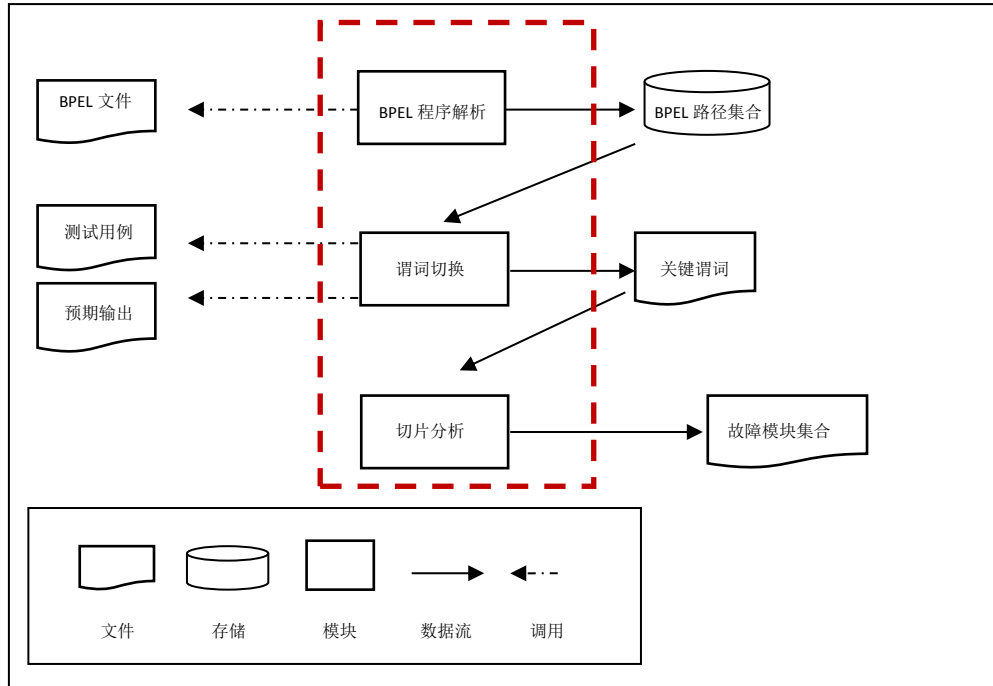 BPEL 文件
BPEL 程序解析
BPEL 路径集合
测试用例
谓词切换
关键谓词
预期输出
切片分析
故障模块集合
文件
存储
模块
数据流
调用